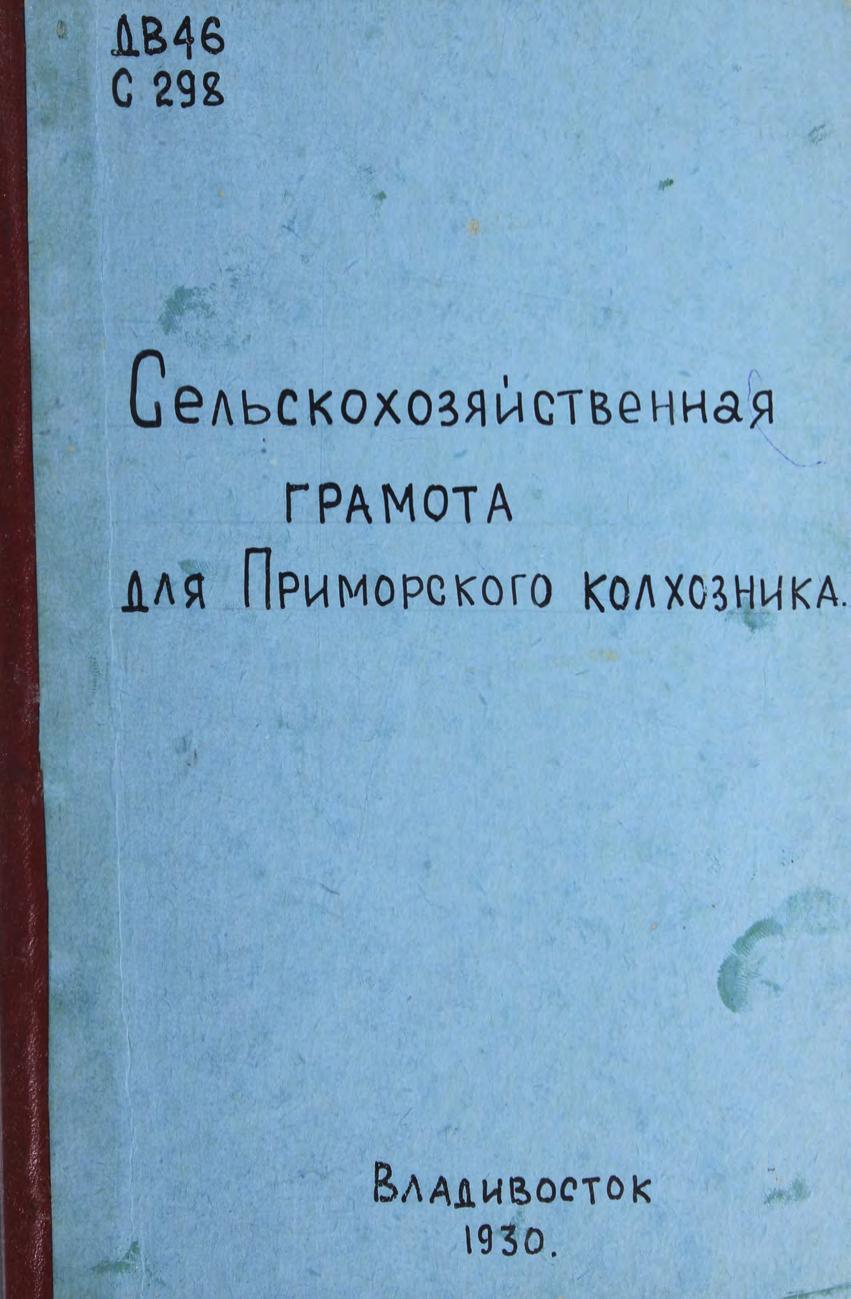 ДВ46
С 298
Сельскохозяйственная
ГРАМОТА
для Приморского колхозника.
Владивосток
1930.